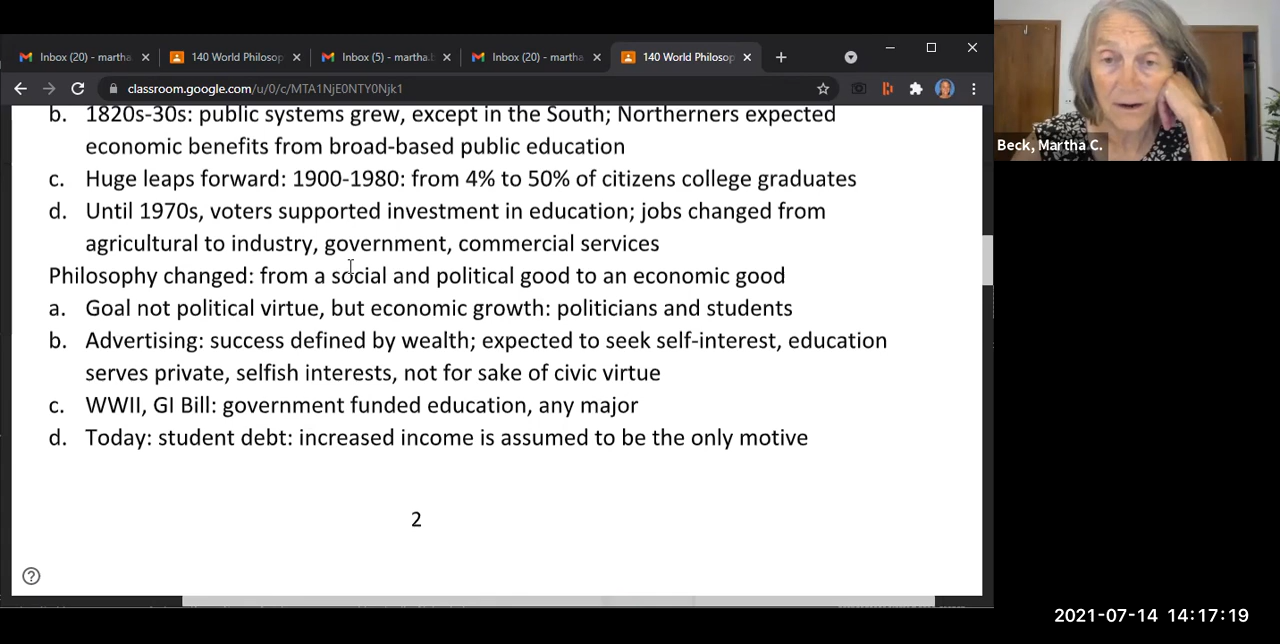 Inbox (20) - martha
140 World Philosop
Inbox (5) - martha.b
Inbox (20) - martha
140 World Philosop
classroom.google.com/u/0/c/MTA1NjE0NTY0Njk1
b. 1820s-30s: public systems grew, except in the South; Northerners expected
economic benefits from broad-based public education
c. Huge leaps forward: 1900-1980: from 4% to 50% of citizens college graduates
d. Until 1970s, voters supported investment in education; jobs changed from
agricultural to industry, government, commercial services
Philosophy changed: from a social and political good to an economic good
a. Goal not political virtue, but economic growth: politicians and students
b. Advertising: success defined by wealth; expected to seek self-interest, education
serves private, selfish interests, not for sake of civic virtue
c. WWII, GI Bill: government funded education, any major
d. Today: student debt: increased income is assumed to be the only motive
2
Beck, Martha C.
2021-07-14 14:17:19